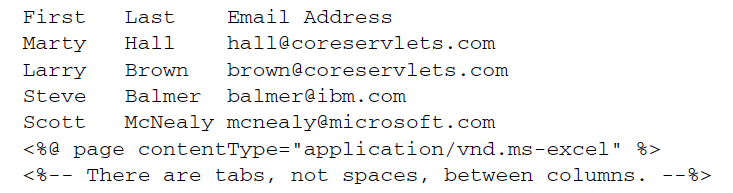 First	Last	Email Address
Marty	Hall	hall@coreservlets.com
Larry	Brown	brown@coreservlets.com
Steve	Balmer	balmer@ibm.com
Scott	McNealy	mcnealy@microsoft.com
<%@ page contentType="application/vnd.ms-excel" %>
<%-- There are tabs, not spaces, between columns. --%>